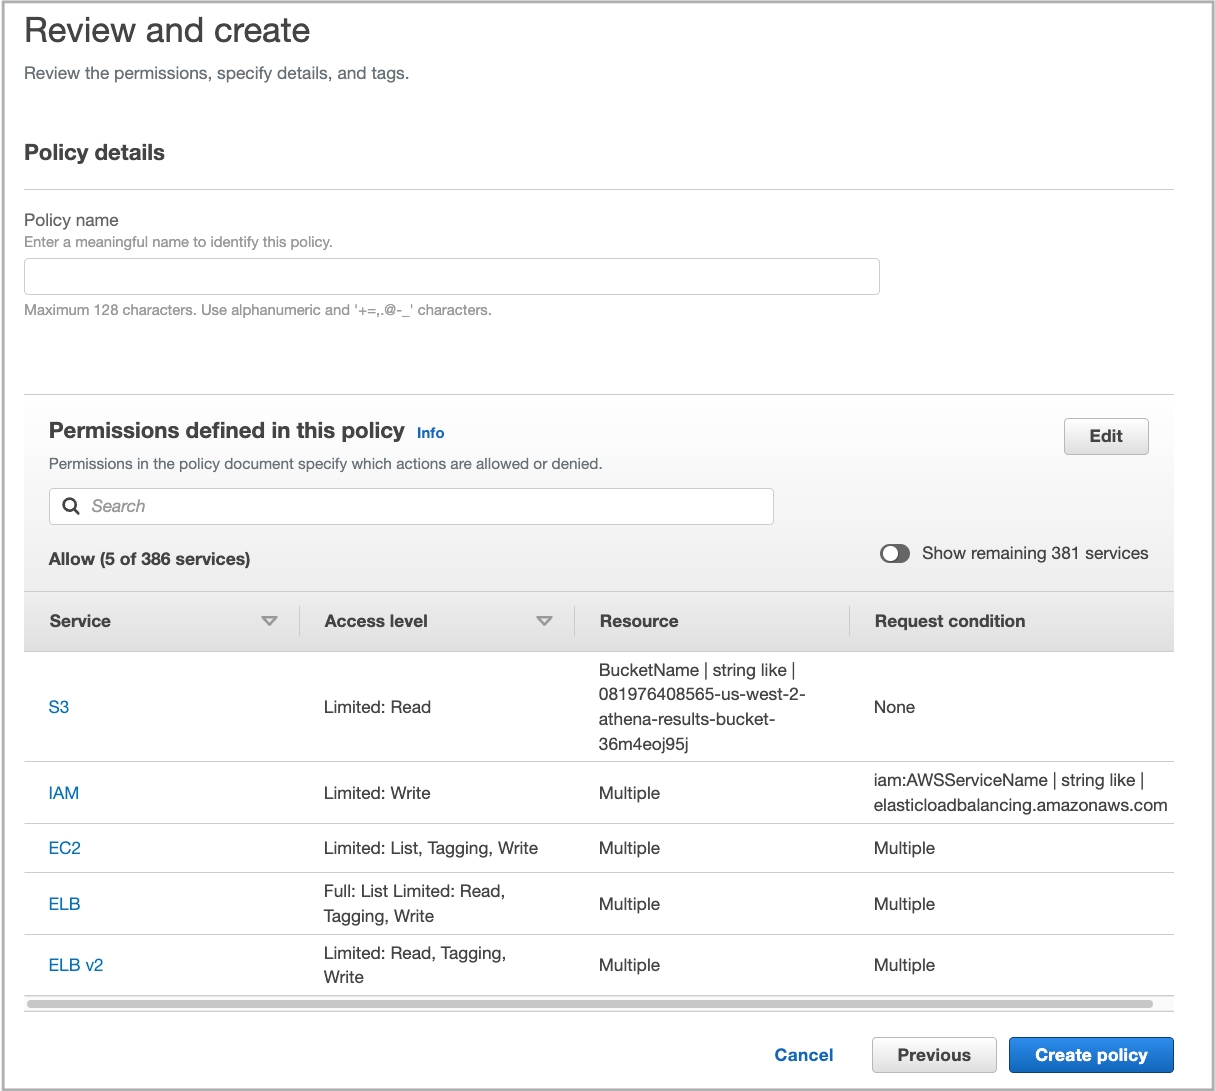 Review and create
Review the permissions, specify details, and tags.
Policy details
Policy name
Enter a meaningful name to identify this policy.
Maximum 128 characters. Use alphanumeric and '+=,.@-_' characters.
Permissions defined in this policy Info
Edit
Permissions in the policy document specify which actions are allowed or denied.
Search
Allow (5 of 386 services)
Show remaining 381 services
Service Access level Resource Request condition
S3
Limited: Read
BucketName | string like |
081976408565-us-west-2-
athena-results-bucket-
36m4eoj95j
None
IAM
Limited: Write
Multiple
iam:AWSServiceName | string like |
elasticloadbalancing.amazonaws.com
EC2 Limited: List, Tagging, Write Multiple Multiple
ELB
Full: List Limited: Read,
Tagging, Write
Multiple
Multiple
ELB v2
Limited: Read, Tagging,
Write
Multiple
Multiple
Cancel Previous Create policy